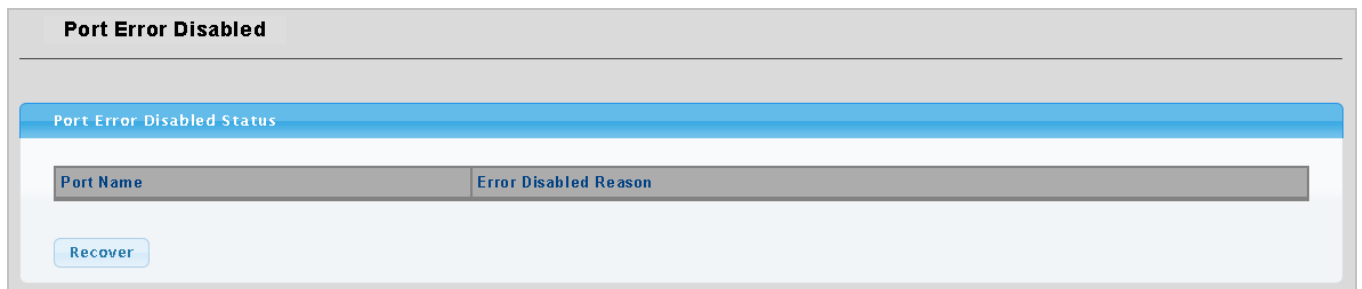 Port Error Disabled
Port Error Disabled Status
Port Name Error Disabled Reason
Recover